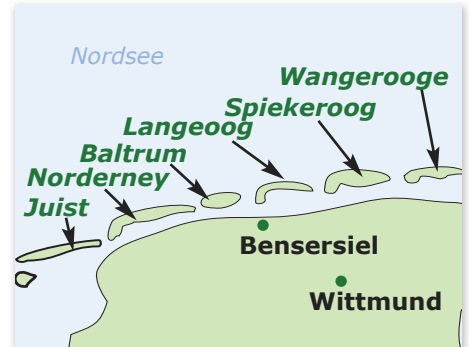 Nordsee
Wangerooge
Spiekeroog
Langeoog
Baltrum
Norderney
Juist
Bensersiel
Wittmund